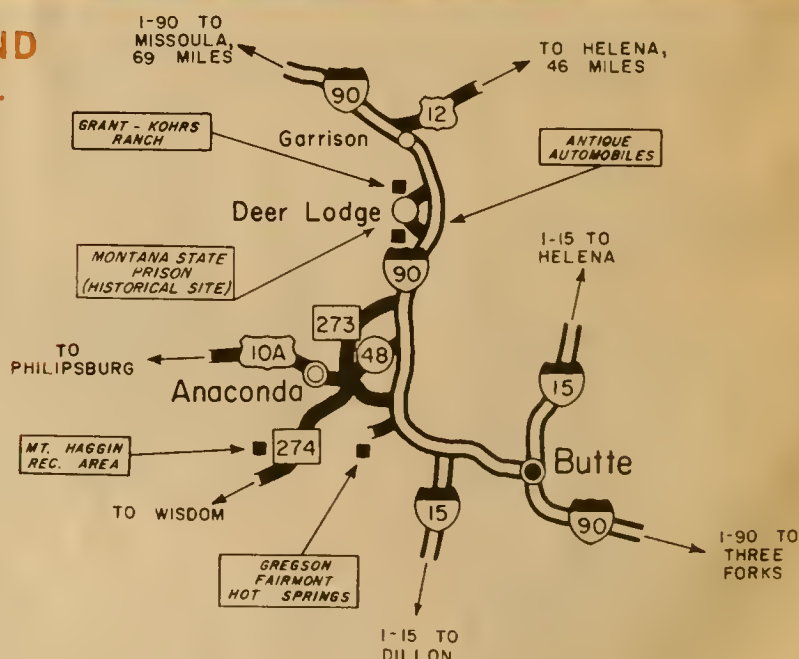 ND
I-90 TO
MISSOULA,
69 MILES
TO HELENA,
46 MILES
90
12
GRANT - KOHRS
RANCH
Garrison
ANTIQUE
AUTOMOBILES
Deer Lodge
I-15 TO
HELENA
MONTANA STATE
PRISON
(HISTORICAL SITE)
90
273
TO
PHILIPSBURG
10A
48
15
Anaconda
MT. HAGGIN
REC. AREA
274
Butte
TO WISDOM
15
90
I-90 TO
THREE
FORKS
GREGSON
FAIRMONT
HOT SPRINGS
I-15 TO
DILLON